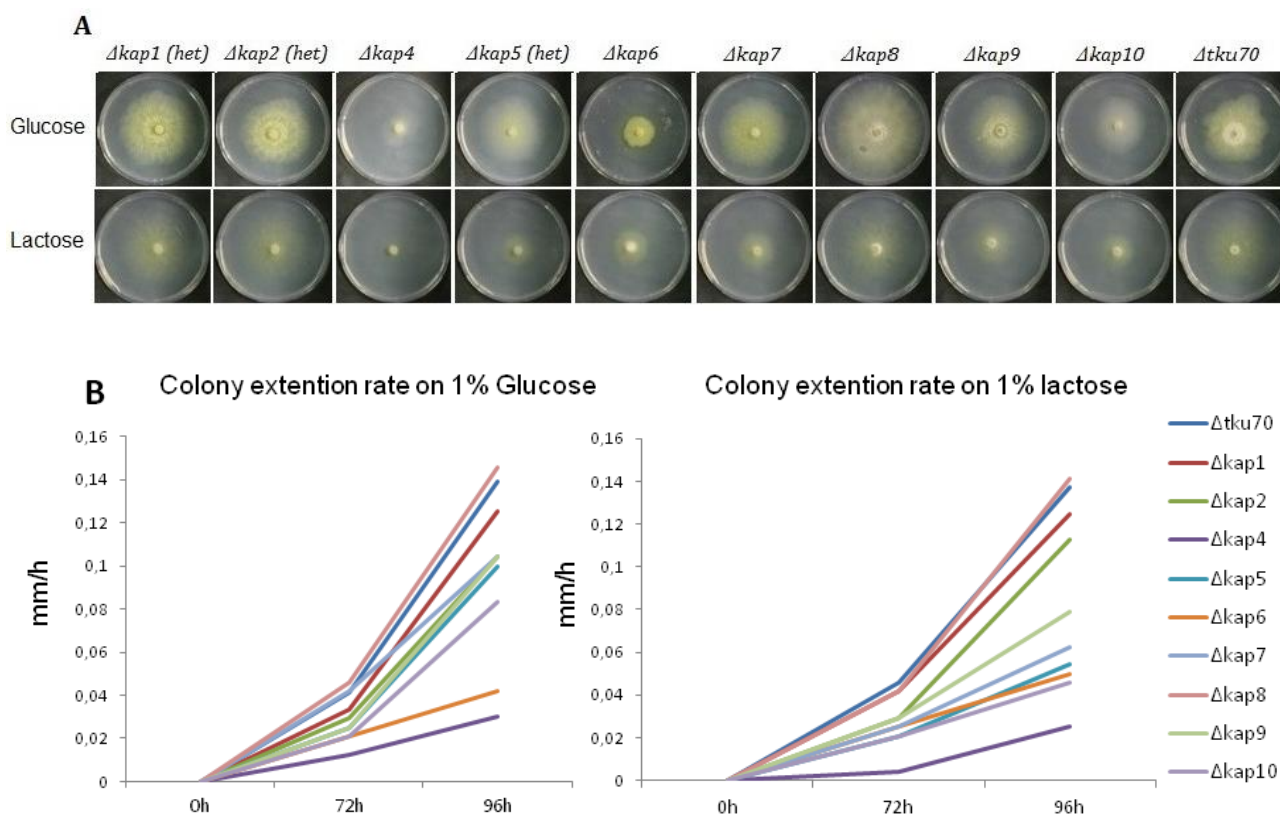 A
Δkap1 (het) Δkap2 (het) Δkap4 Δkap5 (het) Δkap6 Δkap7 Δkap8 Δkap9 Δkap10 Δtku70
Glucose
Lactose
B
Colony extention rate on 1% Glucose
mm/h
0,16
0,14
0,12
0,1
0,08
0,06
0,04
0,02
0
0h 72h 96h
Colony extention rate on 1% lactose
mm/h
0,16
0,14
0,12
0,1
0,08
0,06
0,04
0,02
0
0h 72h 96h
Δtku70
Δkap1
Δkap2
Δkap4
Δkap5
Δkap6
Δkap7
Δkap8
Δkap9
Δkap10